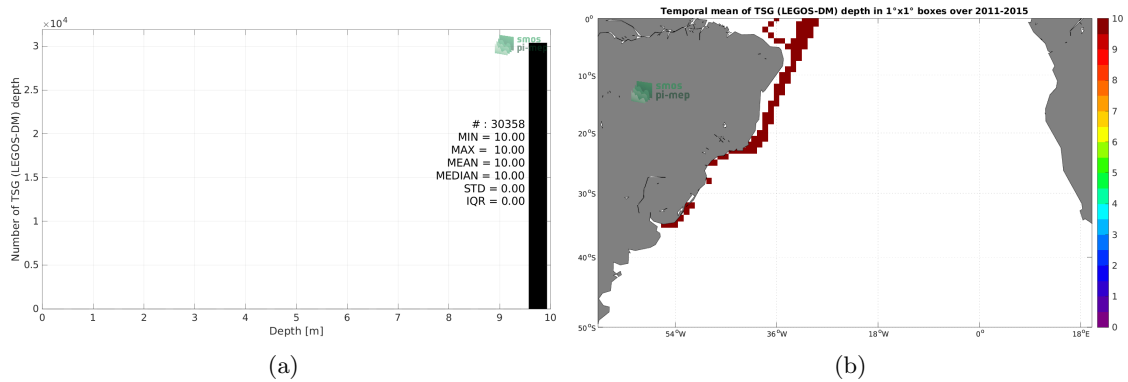 ×10⁴
3
2.5
2
1.5
1
0.5
0
Number of TSG (LEGOS-DM) depth
smos
pi-mep
# : 30358
MIN = 10.00
MAX = 10.00
MEAN = 10.00
MEDIAN = 10.00
STD = 0.00
IQR = 0.00
0 1 2 3 4 5 6 7 8 9 10
Depth [m]
(a)
Temporal mean of TSG (LEGOS-DM) depth in 1°x1° boxes over 2011-2015
0°
10°S
20°S
30°S
40°S
50°S
smos
pi-mep
54°W 36°W 18°W 0° 18°E
10
9
8
7
6
5
4
3
2
1
0
(b)